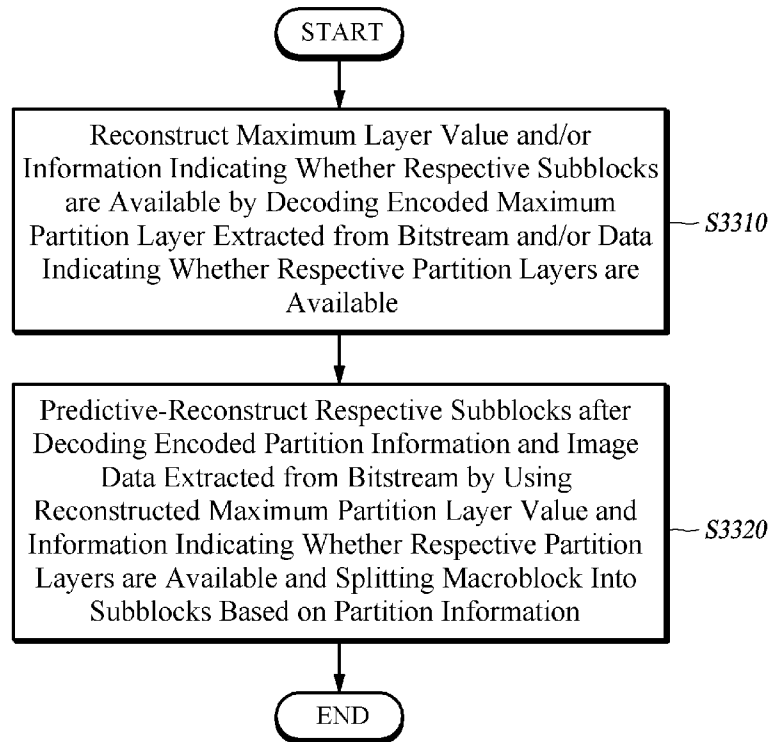 START
Reconstruct Maximum Layer Value and/or
Information Indicating Whether Respective Subblocks
are Available by Decoding Encoded Maximum
Partition Layer Extracted from Bitstream and/or Data
Indicating Whether Respective Partition Layers are
Available
S3310
Predictive-Reconstruct Respective Subblocks after
Decoding Encoded Partition Information and Image
Data Extracted from Bitstream by Using
Reconstructed Maximum Partition Layer Value and
Information Indicating Whether Respective Partition
Layers are Available and Splitting Macroblock Into
Subblocks Based on Partition Information
S3320
END